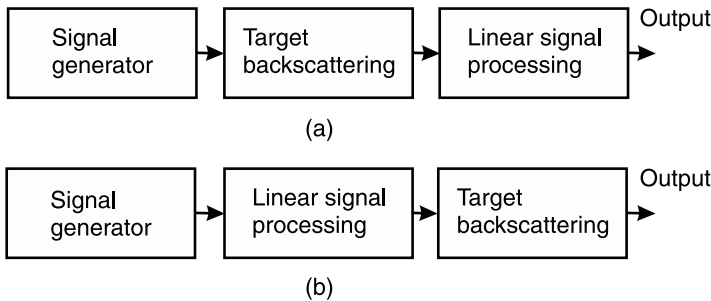 Output
Signal
generator
Target
backscattering
Linear signal
processing
(a)
Output
Signal
generator
Linear signal
processing
Target
backscattering
(b)